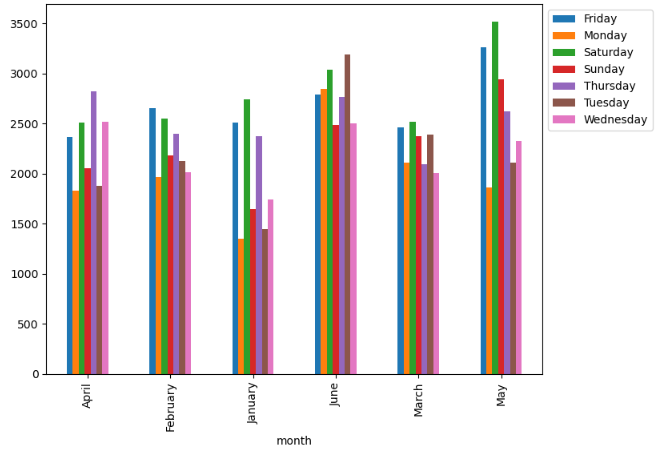 3500
3000
2500
2000
1500
1000
500
0
Friday
Monday
Saturday
Sunday
Thursday
Tuesday
Wednesday
April
February
January
June
March
May
month